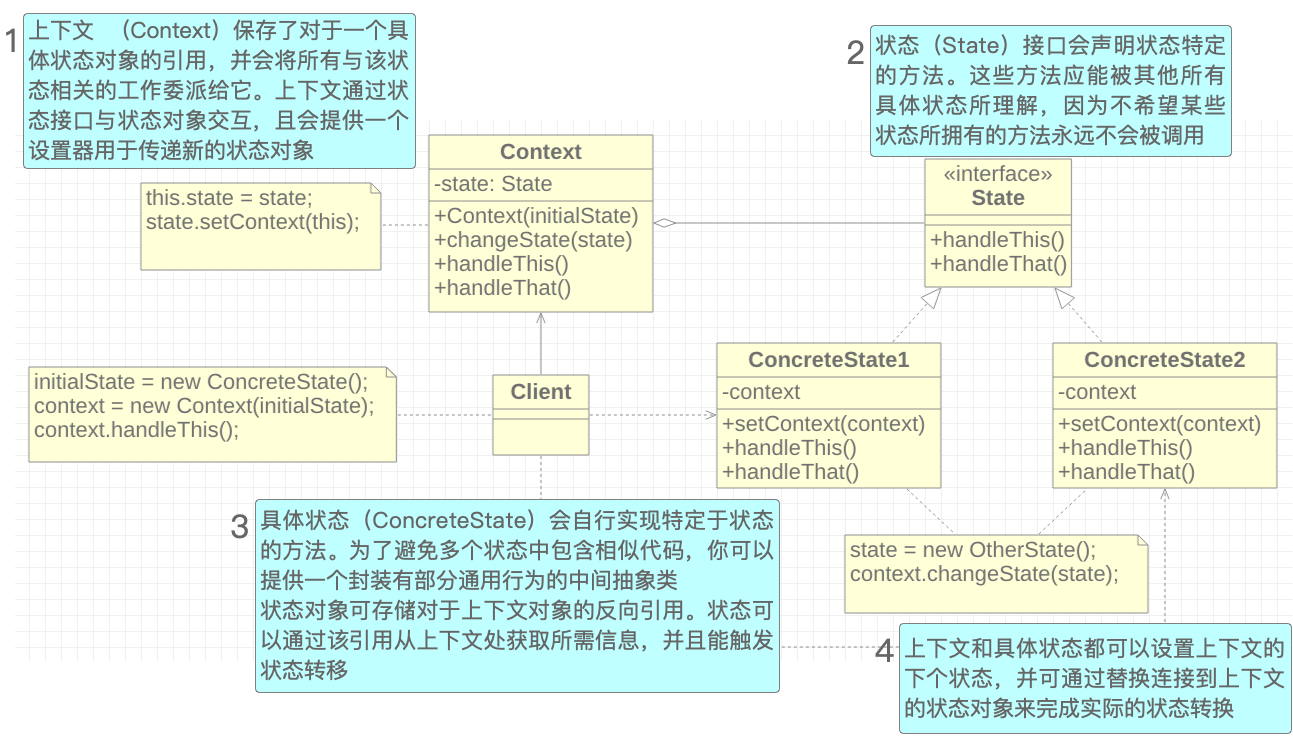 1
上下文 （Context）保存了对于一个具
体状态对象的引用，并会将所有与该状
态相关的工作委派给它。上下文通过状
态接口与状态对象交互，且会提供一个
设置器用于传递新的状态对象
2
状态（State）接口会声明状态特定
的方法。这些方法应能被其他所有
具体状态所理解，因为不希望某些
状态所拥有的方法永远不会被调用
this.state = state;
state.setContext(this);
Context
-state: State
+Context(initialState)
+changeState(state)
+handleThis()
+handleThat()
«interface»
State
+handleThis()
+handleThat()
initialState = new ConcreteState();
context = new Context(initialState);
context.handleThis();
Client
ConcreteState1
-context
+setContext(context)
+handleThis()
+handleThat()
ConcreteState2
-context
+setContext(context)
+handleThis()
+handleThat()
3
具体状态（ConcreteState）会自行实现特定于状态
的方法。为了避免多个状态中包含相似代码，你可以
提供一个封装有部分通用行为的中间抽象类
状态对象可存储对于上下文对象的反向引用。状态可
以通过该引用从上下文处获取所需信息，并且能触发
状态转移
state = new OtherState();
context.changeState(state);
4
上下文和具体状态都可以设置上下文的
下个状态，并可通过替换连接到上下文
的状态对象来完成实际的状态转换